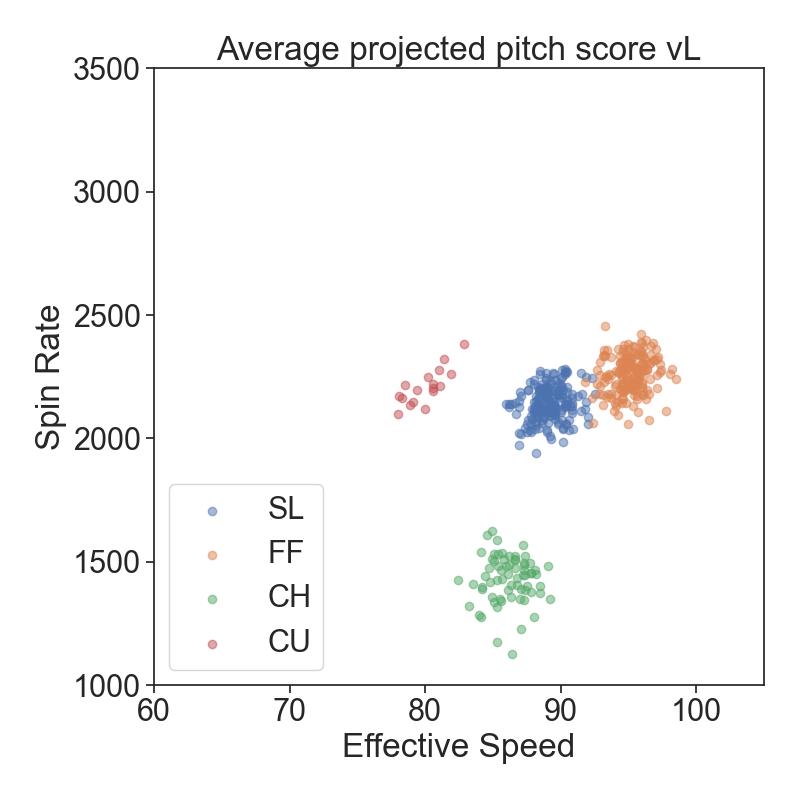 Average projected pitch score vL
3500
3000
2500
2000
1500
1000
Spin Rate
SL
FF
CH
CU
60 70 80 90 100
Effective Speed